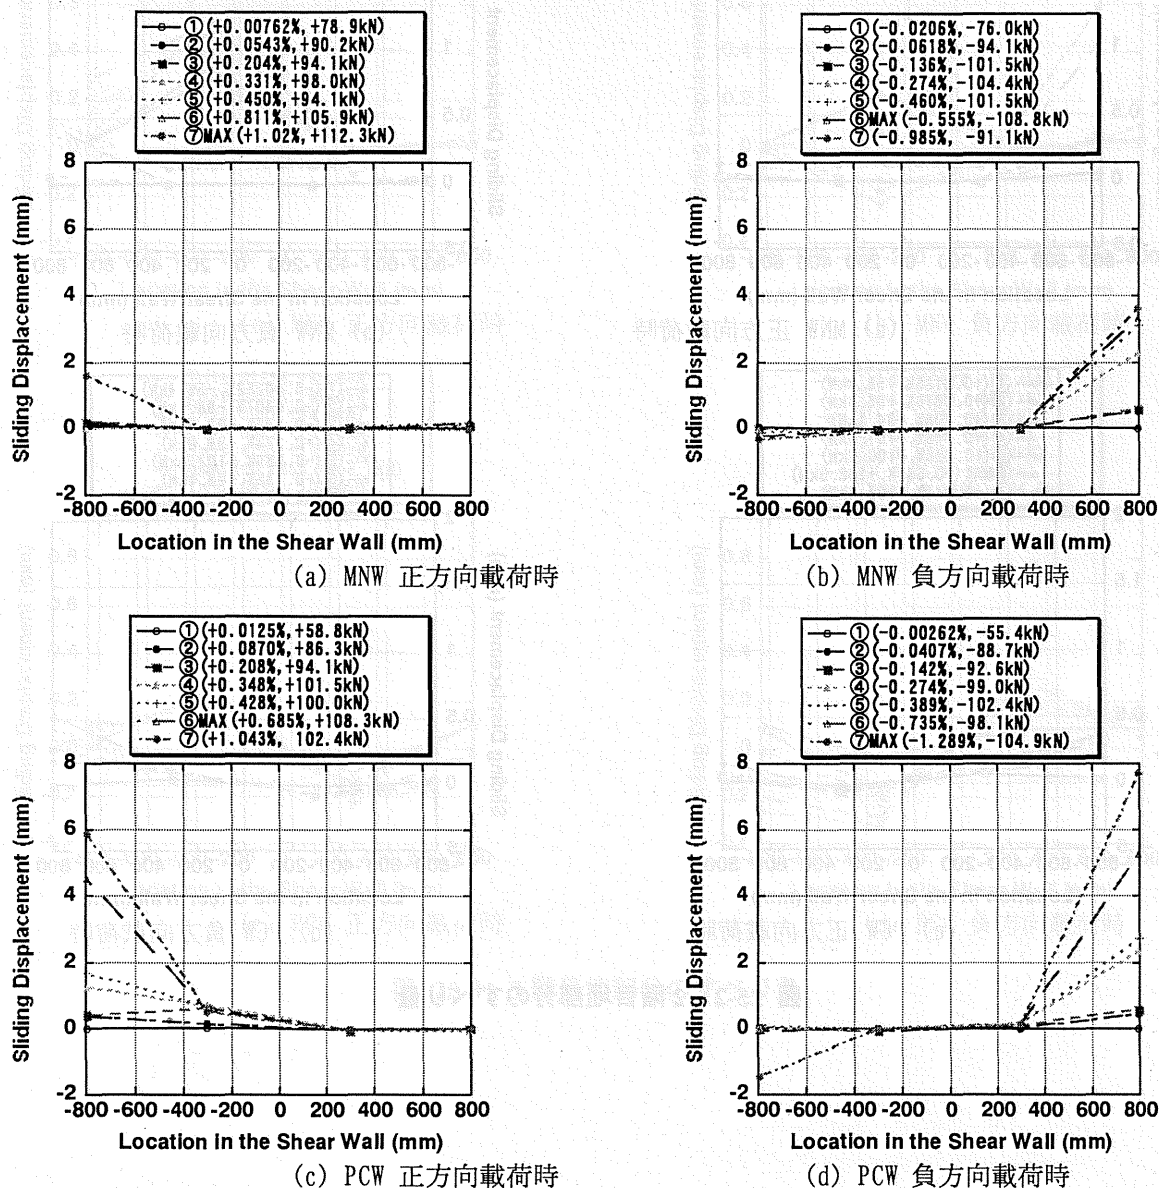 ①(+0.00762%,+78.9kN)
②(+0.0543%,+90.2kN)
③(+0.204%,+94.1kN)
④(+0.331%,+98.0kN)
⑤(+0.450%,+94.1kN)
⑥(+0.811%,+105.9kN)
⑦MAX(+1.02%,+112.3kN)
8
6
4
2
0
-2
Sliding Displacement (mm)
-800 -600 -400 -200 0 200 400 600 800
Location in the Shear Wall (mm)
(a) MNW 正方向載荷時
①(-0.0206%,-76.0kN)
②(-0.0618%,-94.1kN)
③(-0.136%,-101.5kN)
④(-0.274%,-104.4kN)
⑤(-0.460%,-101.5kN)
⑥MAX(-0.555%,-108.8kN)
⑦(-0.985%, -91.1kN)
8
6
4
2
0
-2
Sliding Displacement (mm)
-800 -600 -400 -200 0 200 400 600 800
Location in the Shear Wall (mm)
(b) MNW 負方向載荷時
①(+0.0125%,+58.8kN)
②(+0.0870%,+86.3kN)
③(+0.208%,+94.1kN)
④(+0.348%,+101.5kN)
⑤(+0.428%,+100.0kN)
⑥MAX(+0.685%,+108.3kN)
⑦(+1.043%, 102.4kN)
8
6
4
2
0
-2
Sliding Displacement (mm)
-800 -600 -400 -200 0 200 400 600 800
Location in the Shear Wall (mm)
(c) PCW 正方向載荷時
①(-0.00262%,-55.4kN)
②(-0.0407%,-88.7kN)
③(-0.142%,-92.6kN)
④(-0.274%,-99.0kN)
⑤(-0.389%,-102.4kN)
⑥(-0.735%,-98.1kN)
⑦MAX(-1.289%,-104.9kN)
8
6
4
2
0
-2
Sliding Displacement (mm)
-800 -600 -400 -200 0 200 400 600 800
Location in the Shear Wall (mm)
(d) PCW 負方向載荷時